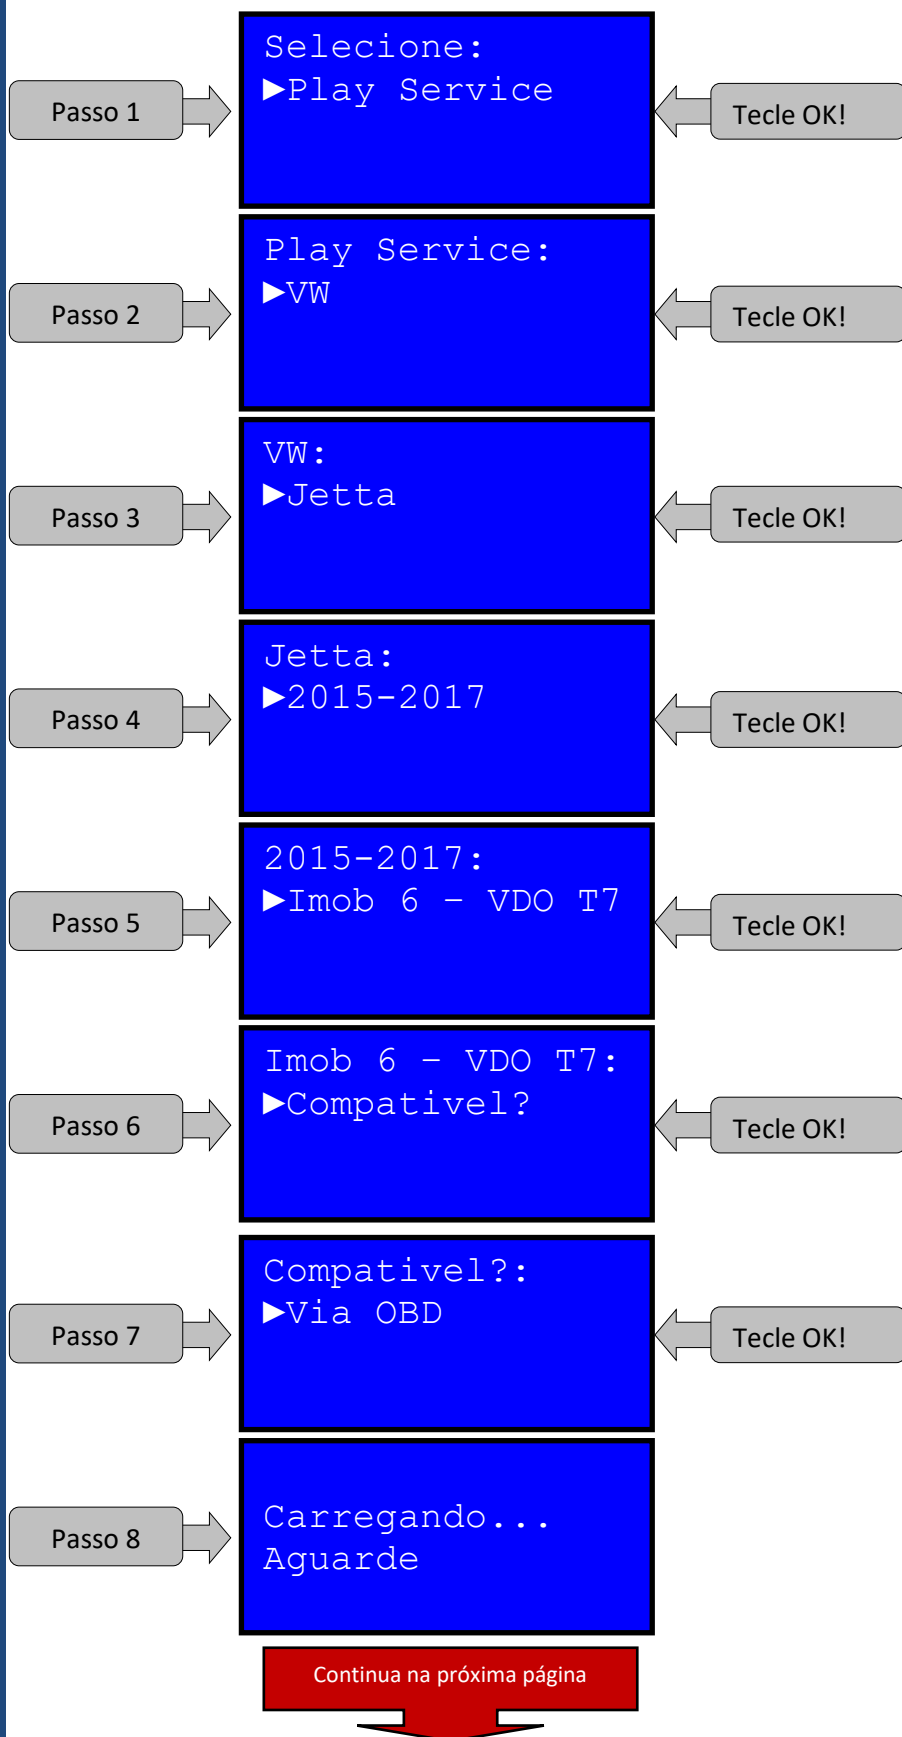 Selecione:
►Play Service
Passo 1
Tecle OK!
Play Service:
►VW
Passo 2
Tecle OK!
VW:
►Jetta
Passo 3
Tecle OK!
Jetta:
►2015-2017
Passo 4
Tecle OK!
2015-2017:
►Imob 6 – VDO T7
Passo 5
Tecle OK!
Imob 6 – VDO T7:
►Compativel?
Passo 6
Tecle OK!
Compativel?:
►Via OBD
Passo 7
Tecle OK!
Carregando...
Aguarde
Passo 8
Continua na próxima página